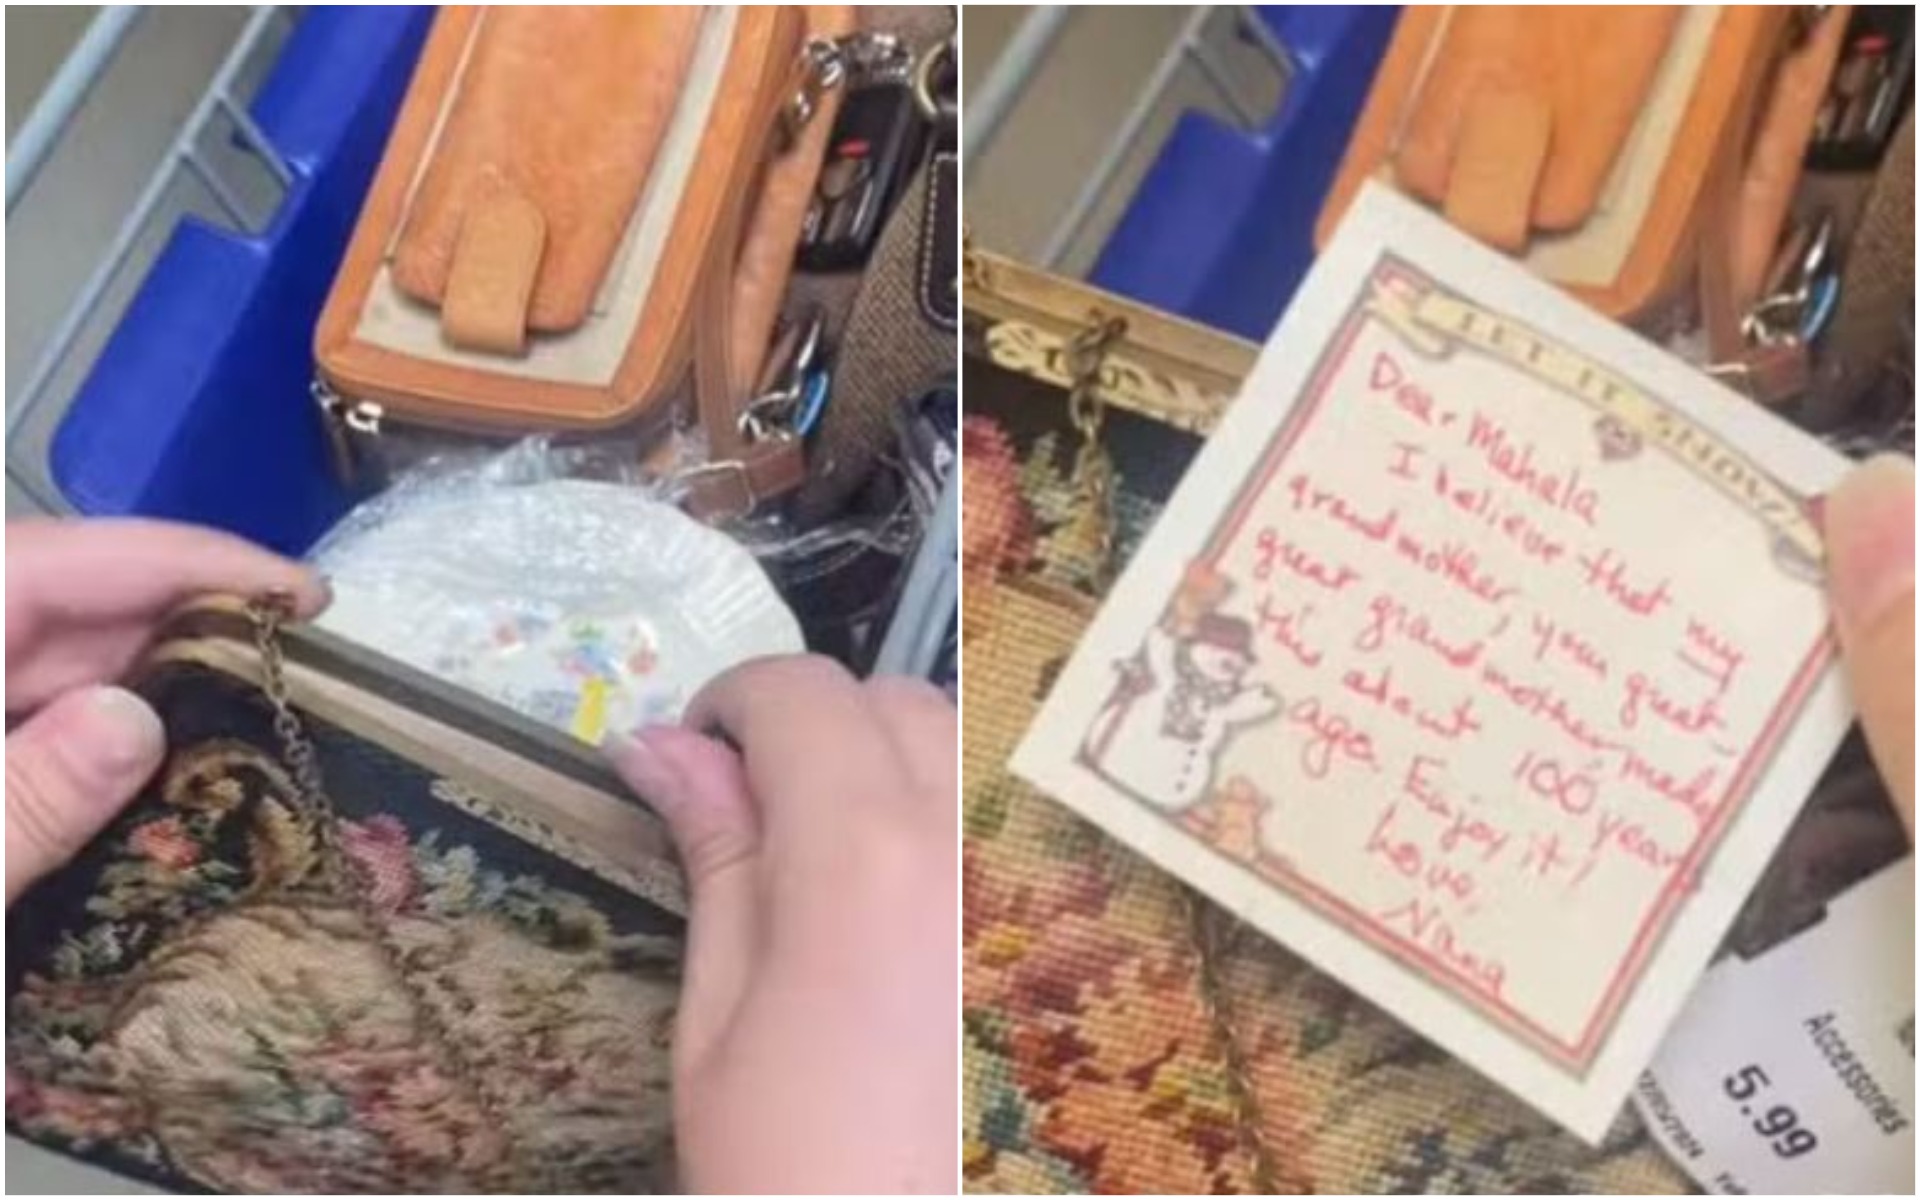 LET IT SNOW
Dear Mahela
I believe that my
grandmother, your great-
great grandmother, made
this about 100 years
ago. Enjoy it!
Love,
Nana
Accessories
5.99